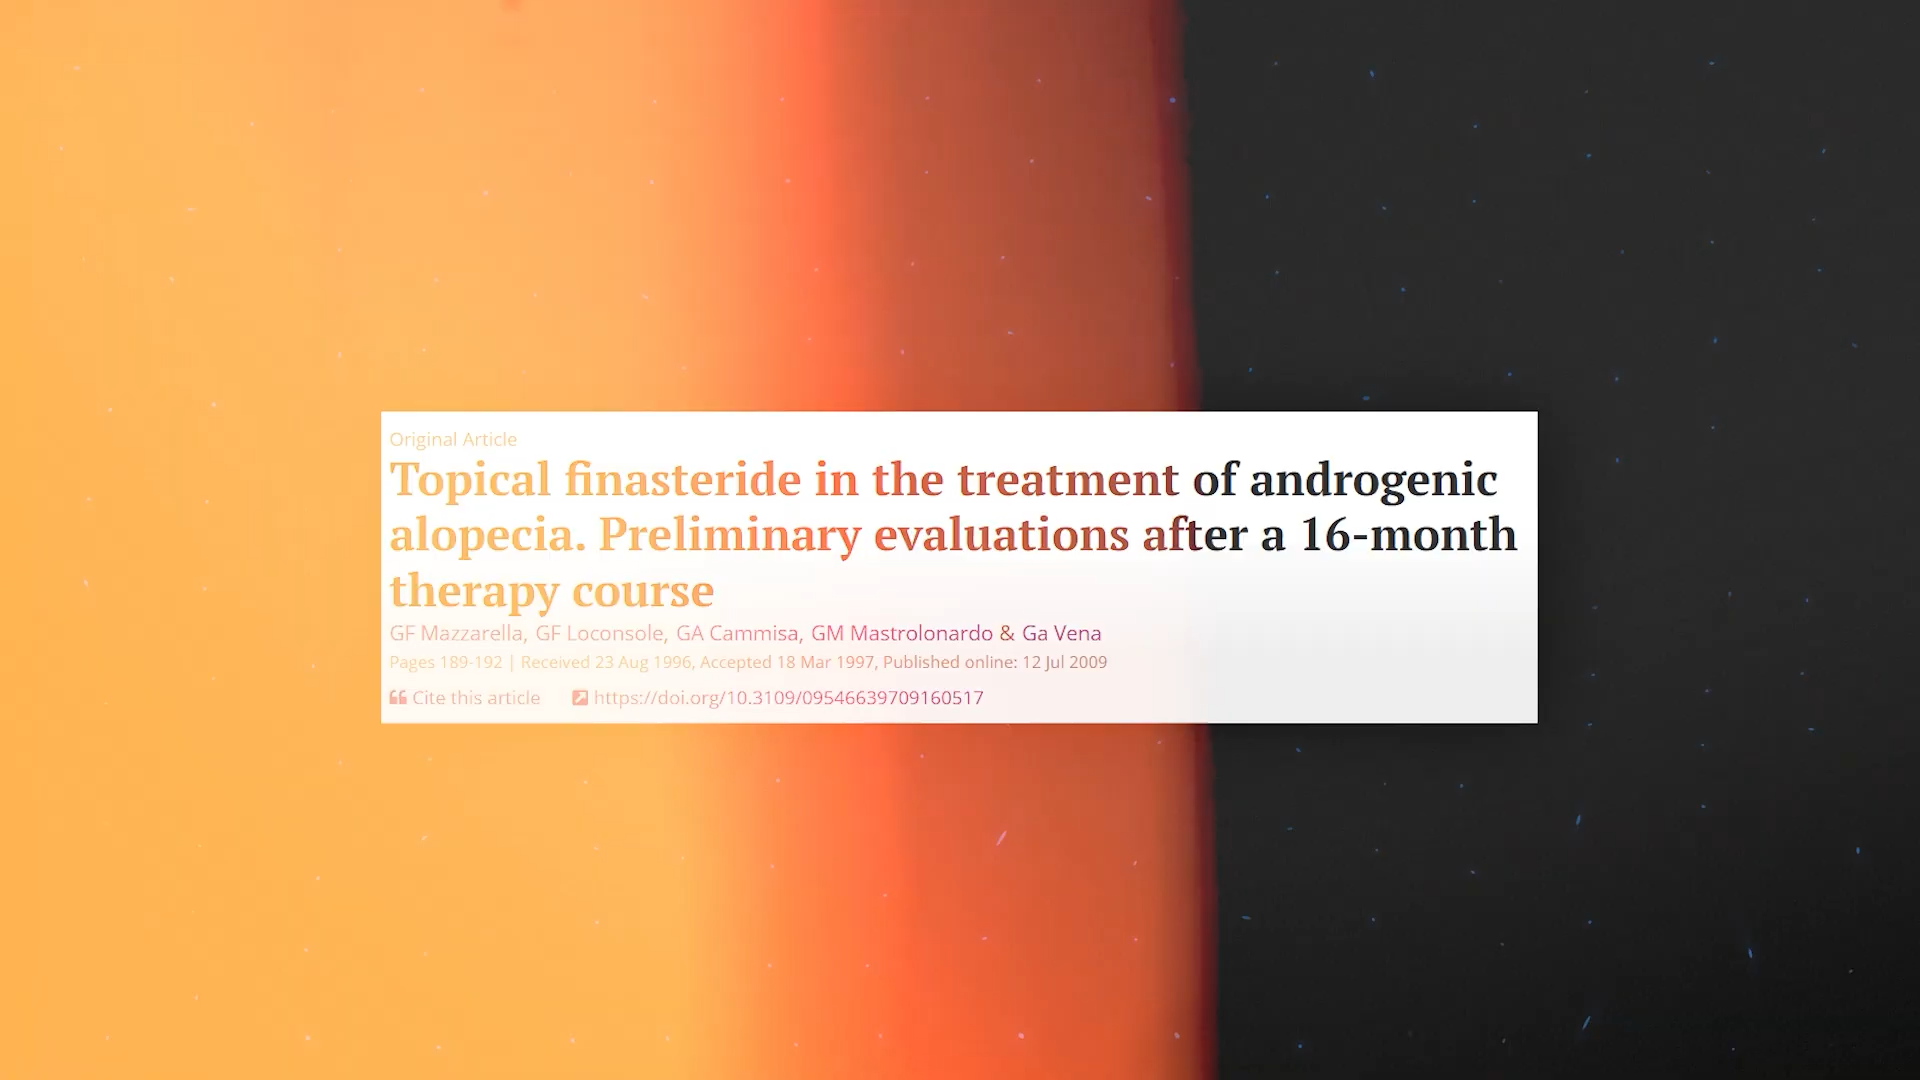 Original Article
Topical finasteride in the treatment of androgenic
alopecia. Preliminary evaluations after a 16-month
therapy course
GF Mazzarella, GF Loconsole, GA Cammisa, GM Mastrolonardo & Ga Vena
Pages 189-192 | Received 23 Aug 1996, Accepted 18 Mar 1997, Published online: 12 Jul 2009
Cite this article https://doi.org/10.3109/09546639709160517